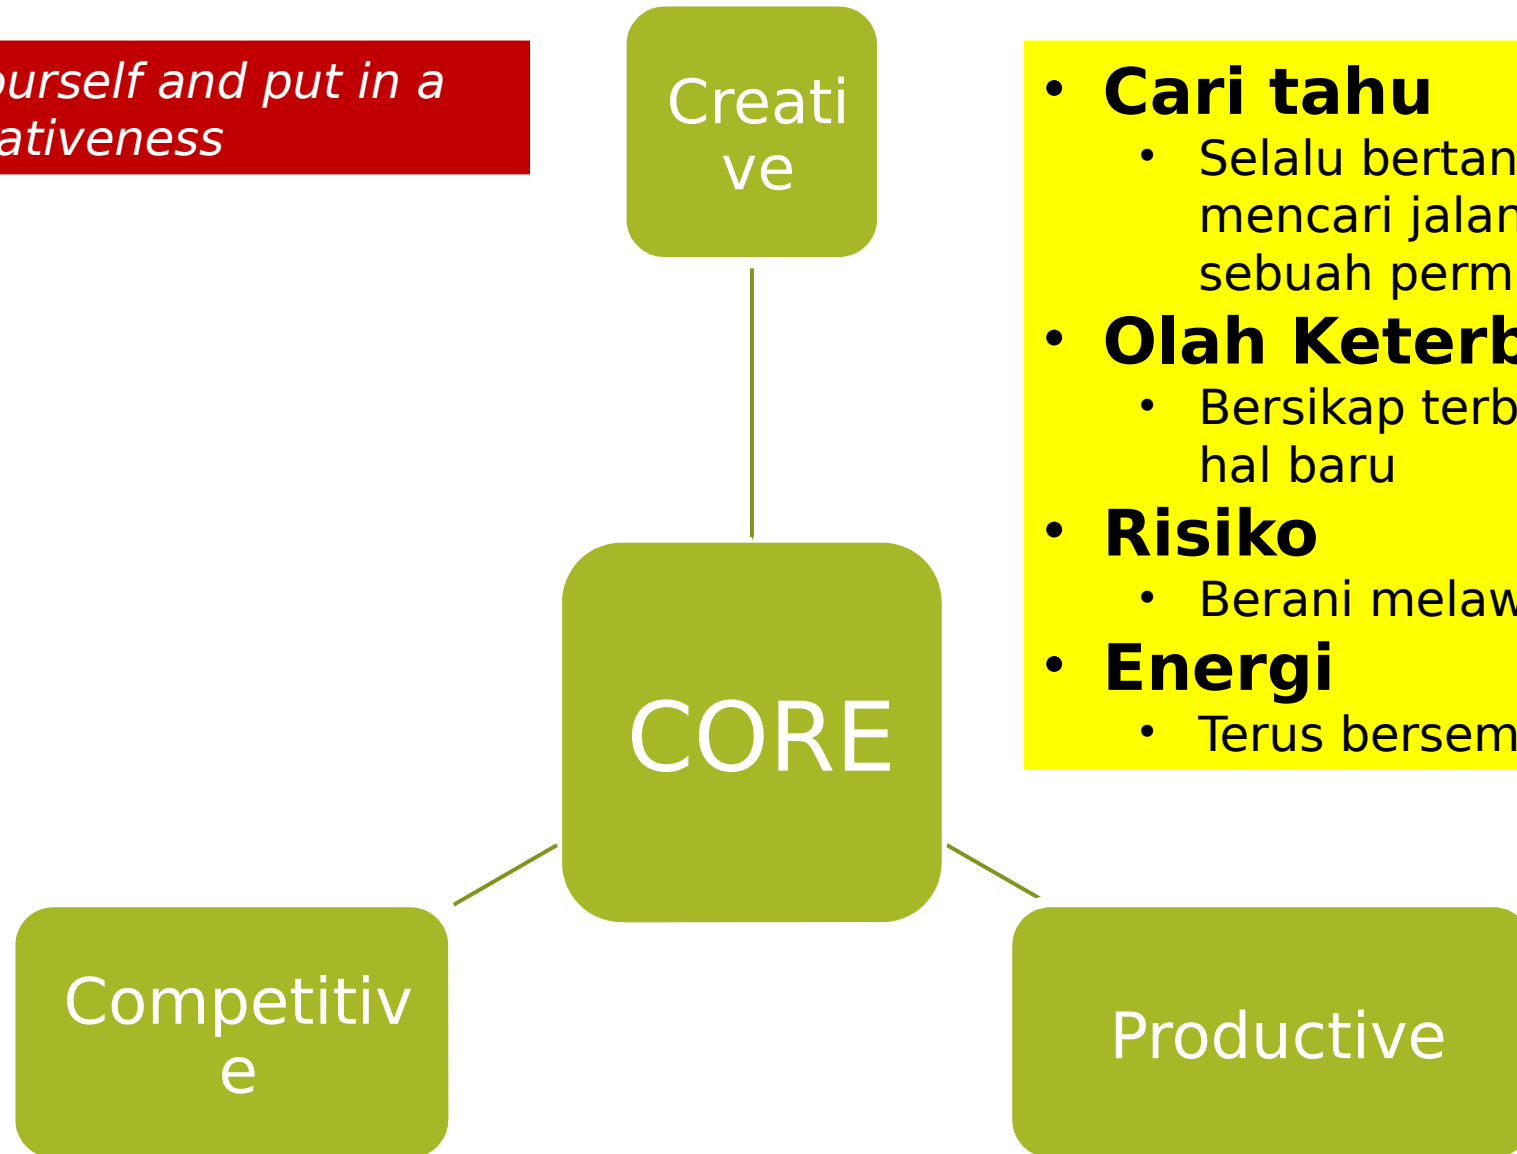 ourself and put in a
ativeness
Creati
ve
• Cari tahu
• Selalu bertan
mencari jalan
sebuah perm
• Olah Keterb
• Bersikap terb
hal baru
• Risiko
• Berani melaw
• Energi
• Terus bersem
CORE
Competitiv
e
Productive